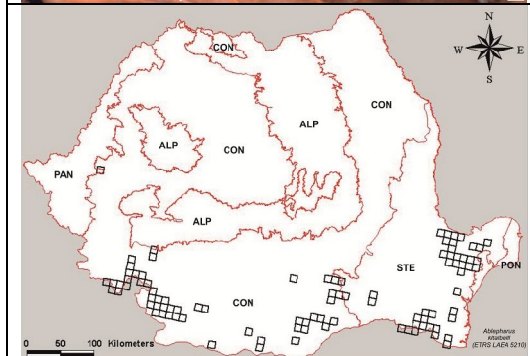 N
W E
S
CON
CON
ALP
ALP
CON
PAN
ALP
STE
PON
CON
Ablepharus
kitaibelii
(ETRS LAEA 5210)
0 25 50 100 Kilometers